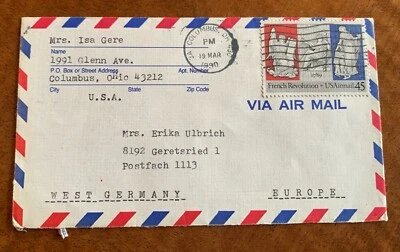 Mrs. Isa Gere
Name
1991 Glenn Ave.
P.O. Box or Street Address Apt. Number
Columbus, Ohio 43212
City State Zip Code
U.S.A.
COLUMBUS, OH
PM
19 MAR
1990
1789
French Revolution USAirmail 45
VIA AIR MAIL
Mrs. Erika Ulbrich
8192 Geretsried 1
Postfach 1113
WEST GERMANY EUROPE